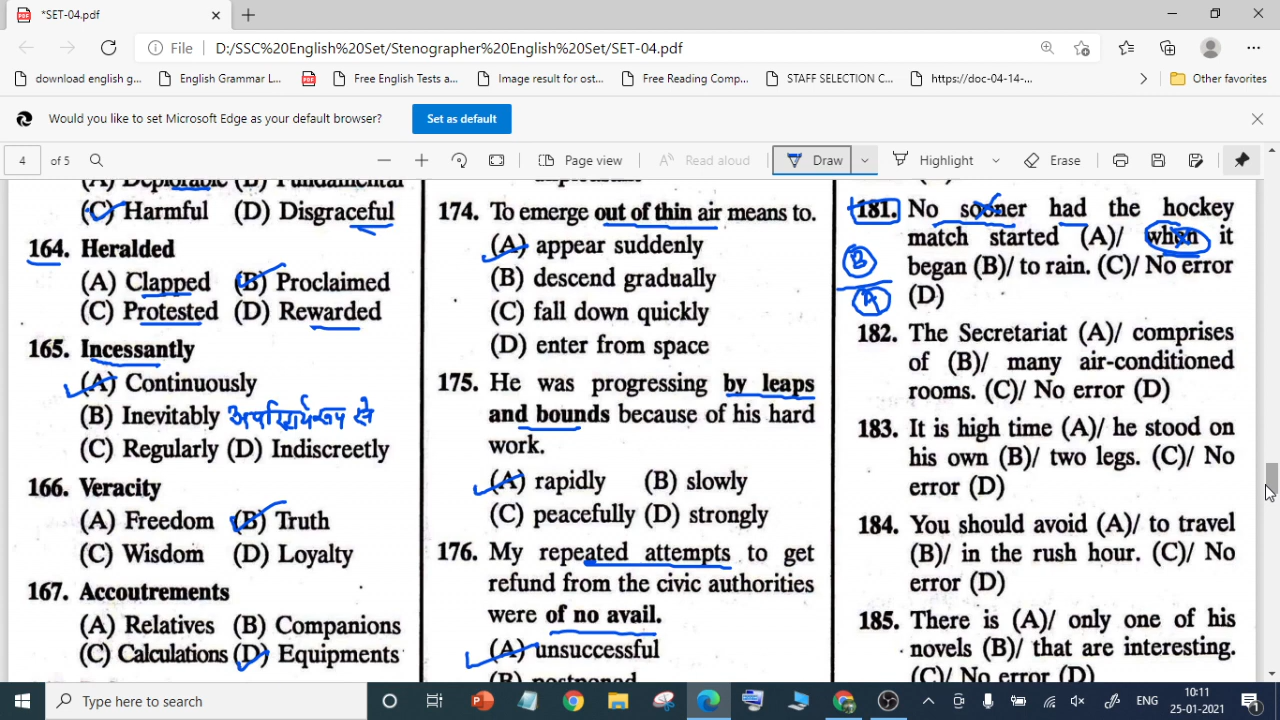 *SET-04.pdf
File D:/SSC%20English%20Set/Stenographer%20English%20Set/SET-04.pdf
download english g... English Grammar L... Free English Tests a... Image result for ost... Free Reading Comp... STAFF SELECTION C... https://doc-04-14-... Other favorites
Would you like to set Microsoft Edge as your default browser? Set as default
4 of 5 Page view Read aloud Draw Highlight Erase
(A) Deplorable (B) Fundamental
(C) Harmful (D) Disgraceful
164. Heralded
(A) Clapped (B) Proclaimed
(C) Protested (D) Rewarded
165. Incessantly
(A) Continuously
(B) Inevitably अपरिहार्य रूप से
(C) Regularly (D) Indiscreetly
166. Veracity
(A) Freedom (B) Truth
(C) Wisdom (D) Loyalty
167. Accoutrements
(A) Relatives (B) Companions
(C) Calculations (D) Equipments
174. To emerge out of thin air means to.
(A) appear suddenly
(B) descend gradually
(C) fall down quickly
(D) enter from space
175. He was progressing by leaps
and bounds because of his hard
work.
(A) rapidly (B) slowly
(C) peacefully (D) strongly
176. My repeated attempts to get
refund from the civic authorities
were of no avail.
(A) unsuccessful
(B) postponed
181. No sooner had the hockey
match started (A)/ when it
B began (B)/ to rain. (C)/ No error
A (D)
182. The Secretariat (A)/ comprises
of (B)/ many air-conditioned
rooms. (C)/ No error (D)
183. It is high time (A)/ he stood on
his own (B)/ two legs. (C)/ No
error (D)
184. You should avoid (A)/ to travel
(B)/ in the rush hour. (C)/ No
error (D)
185. There is (A)/ only one of his
novels (B)/ that are interesting.
(C)/ No error (D)
Type here to search
ENG
10:11
25-01-2021
1